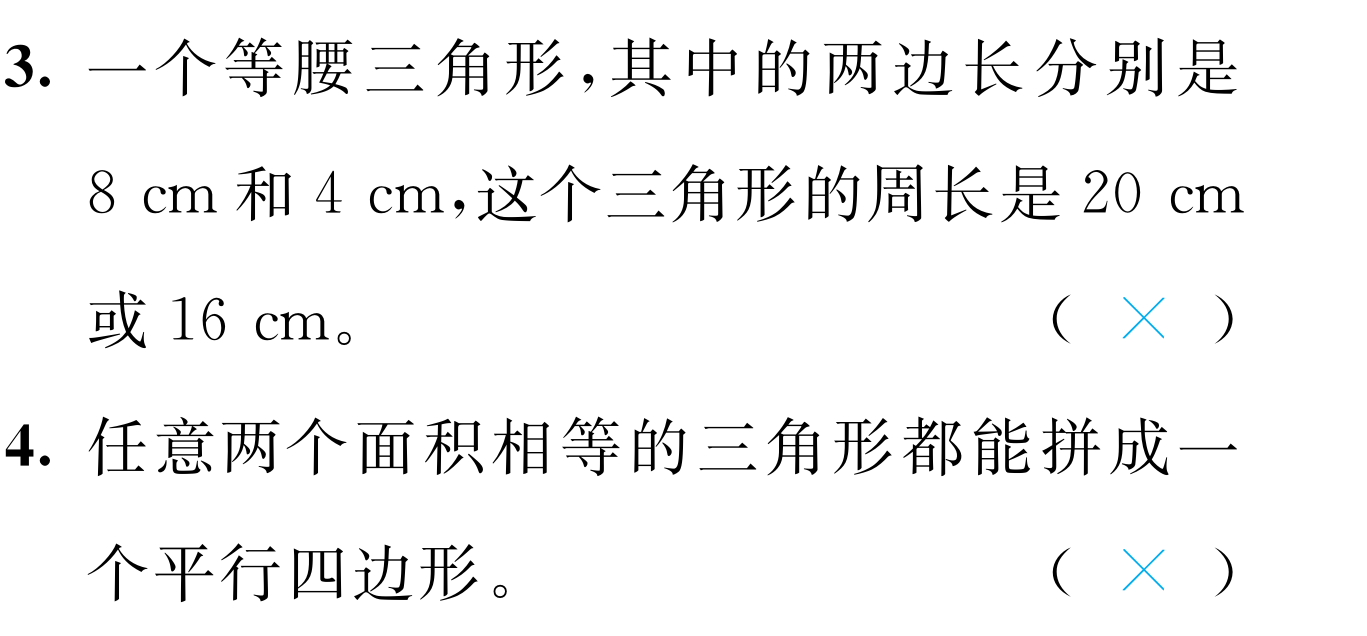 3. 一个等腰三角形,其中的两边长分别是
8 cm 和 4 cm,这个三角形的周长是 20 cm
或 16 cm。 ( × )
4. 任意两个面积相等的三角形都能拼成一
个平行四边形。 ( × )